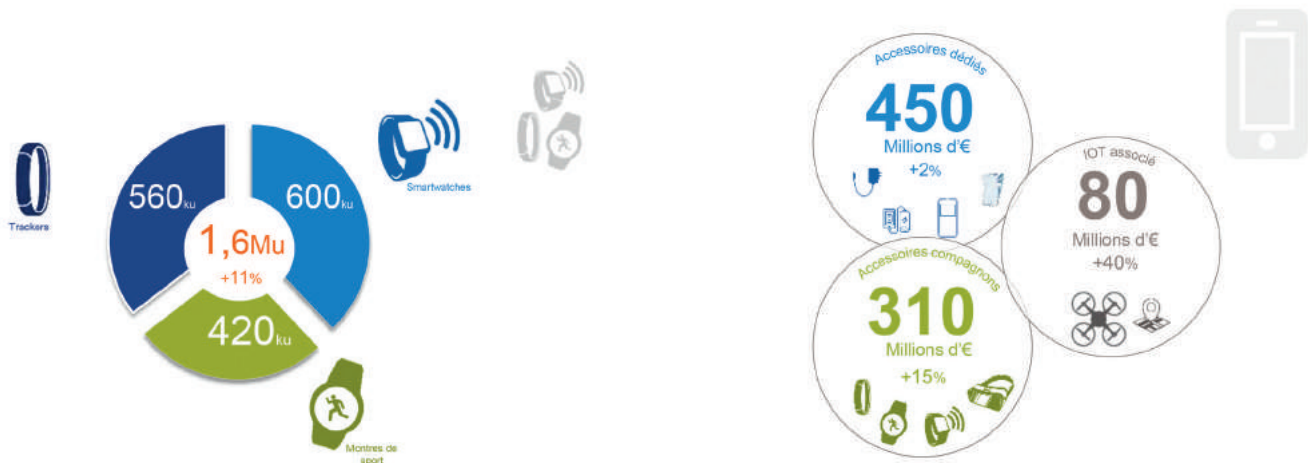 Trackers
560ku
600ku
Smartwatches
1,6Mu
+11%
420ku
Montres de
sport
Accessoires dédiés
450
Millions d'€
+2%
IOT associé
80
Millions d'€
+40%
Accessoires compagnons
310
Millions d'€
+15%